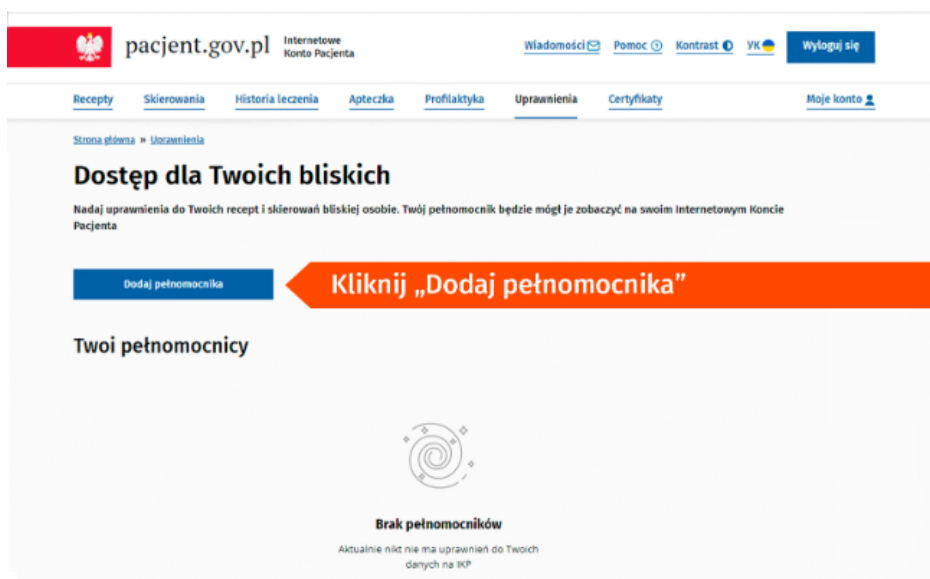 pacjent.gov.pl
Internetowe
Konto Pacjenta
Wiadomości Pomoc Kontrast УК Wyloguj się
Recepty Skierowania Historia leczenia Apteczka Profilaktyka Uprawnienia Certyfikaty Moje konto
Strona główna » Uprawnienia
Dostęp dla Twoich bliskich
Nadaj uprawnienia do Twoich recept i skierowań bliskiej osobie. Twój pełnomocnik będzie mógł je zobaczyć na swoim Internetowym Koncie
Pacjenta
Dodaj pełnomocnika
Kliknij „Dodaj pełnomocnika”
Twoi pełnomocnicy
Brak pełnomocników
Aktualnie nikt nie ma uprawnień do Twoich
danych na IKP